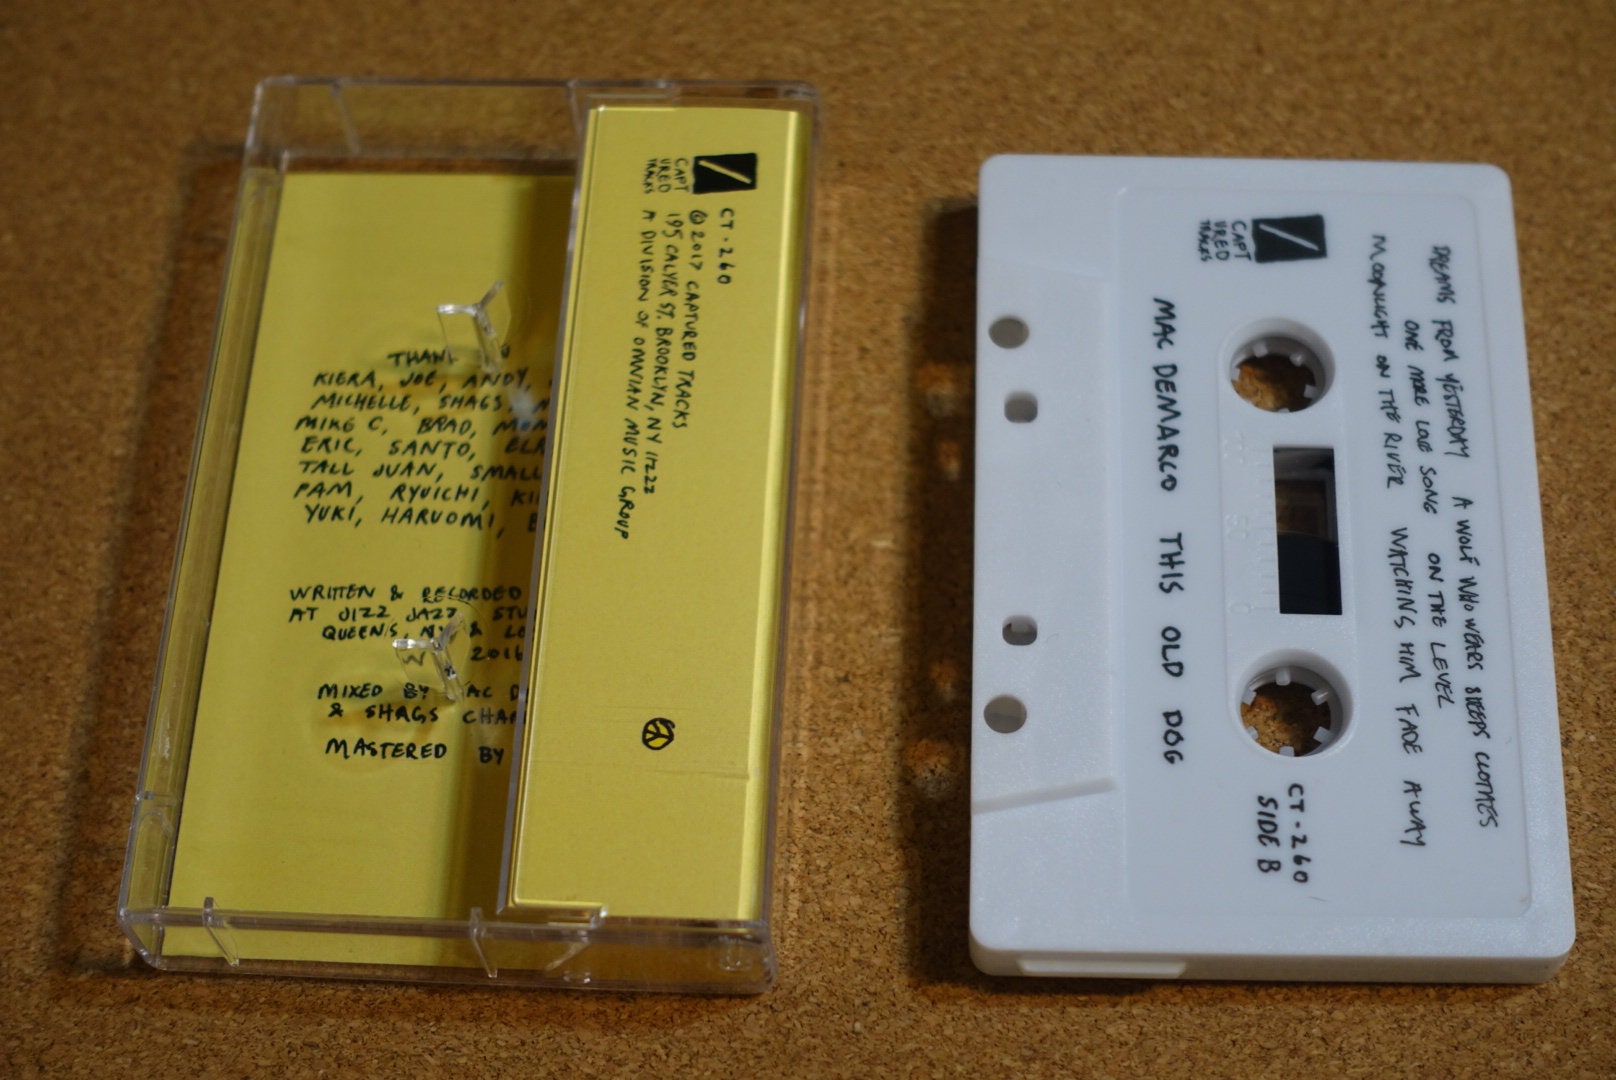 THANK
KIERA, JOE, ANDY,
MICHELLE, SHAGS,
MIKE C, BRAD,
ERIC, SANTO,
TALL JUAN, SMALL
PAM, RYUICHI,
YUKI, HARUOMI,
WRITTEN & RECORDED
AT JIZZ JAZZ
QUEENS, NY &
2016
MIXED BY
& SHAGS
MASTERED BY
CAPT
URED
TRACKS
CT-260
©2017 CAPTURED TRACKS
195 CALYER ST. BROOKLYN, NY 11222
A DIVISION OF OMNIAN MUSIC GROUP
CAPT
URED
TRACKS
DREAMS FROM YESTERDAY A WOLF WHO WEARS SHEEPS CLOTHES
ONE MORE LOVE SONG ON THE LEVEL
MOONLIGHT ON THE RIVER WATCHING HIM FADE AWAY
MAC DEMARCO THIS OLD DOG
CT-260
SIDE B